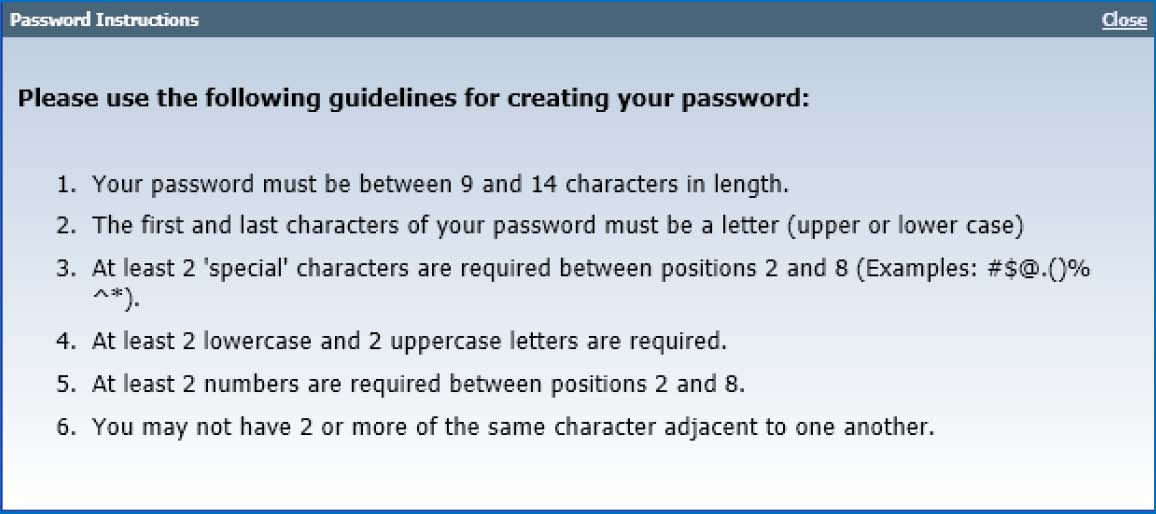 Password Instructions
Close
Please use the following guidelines for creating your password:
1. Your password must be between 9 and 14 characters in length.
2. The first and last characters of your password must be a letter (upper or lower case)
3. At least 2 'special' characters are required between positions 2 and 8 (Examples: #$@.()%
^*).
4. At least 2 lowercase and 2 uppercase letters are required.
5. At least 2 numbers are required between positions 2 and 8.
6. You may not have 2 or more of the same character adjacent to one another.